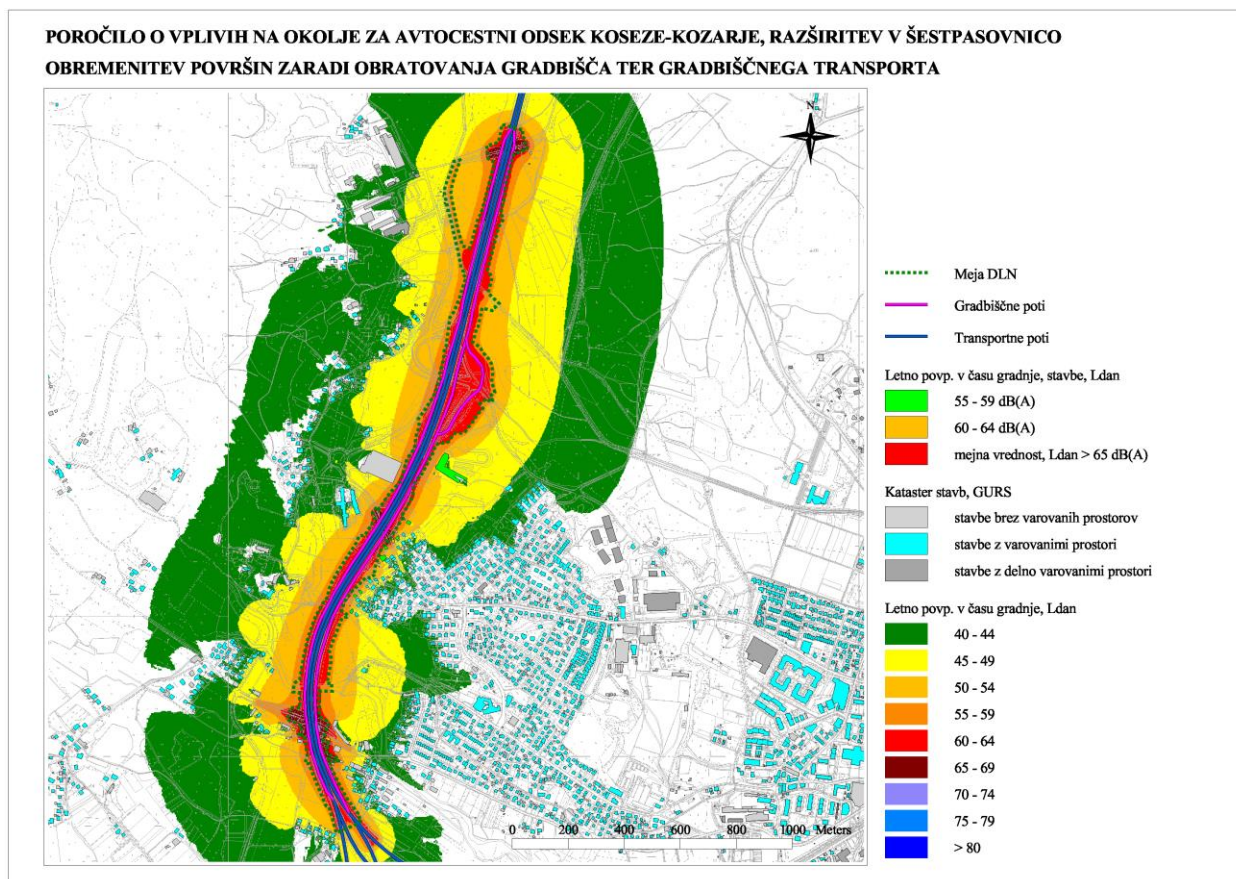 POROČILO O VPLIVIH NA OKOLJE ZA AVTOCESTNI ODSEK KOSEZE-KOZARJE, RAZŠIRITEV V ŠESTPASOVNICO
OBREMENITEV POVRŠIN ZARADI OBRATOVANJA GRADBIŠČA TER GRADBIŠČNEGA TRANSPORTA
N
Meja DLN
Gradbiščne poti
Transportne poti
Letno povp. v času gradnje, stavbe, Ldan
55 - 59 dB(A)
60 - 64 dB(A)
mejna vrednost, Ldan > 65 dB(A)
Kataster stavb, GURS
stavbe brez varovanih prostorov
stavbe z varovanimi prostori
stavbe z delno varovanimi prostori
Letno povp. v času gradnje, Ldan
40 - 44
45 - 49
50 - 54
55 - 59
60 - 64
65 - 69
70 - 74
75 - 79
> 80
0 200 400 600 800 1000 Meters